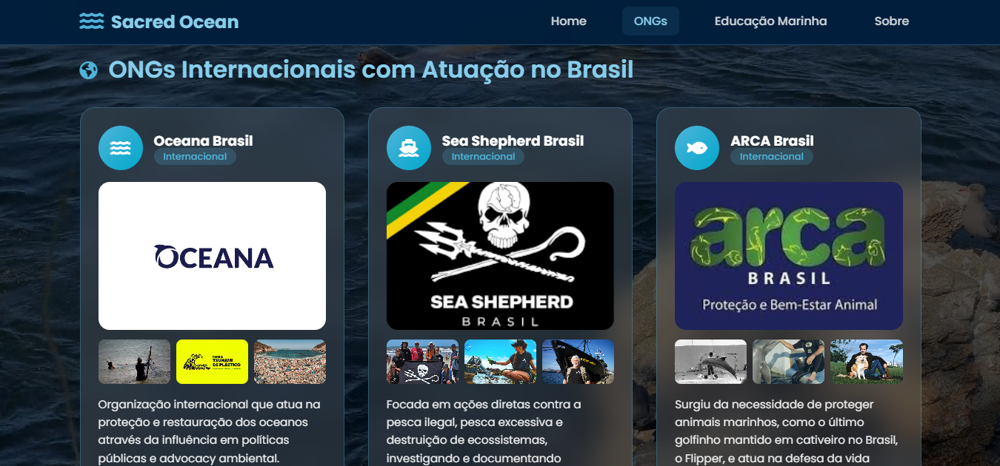 Sacred Ocean
Home
ONGs
Educação Marinha
Sobre
ONGs Internacionais com Atuação no Brasil
Oceana Brasil
Internacional
OCEANA
Organização internacional que atua na
proteção e restauração dos oceanos
através da influência em políticas
públicas e advocacy ambiental.
Sea Shepherd Brasil
Internacional
SEA SHEPHERD
BRASIL
Focada em ações diretas contra a
pesca ilegal, pesca excessiva e
destruição de ecossistemas,
investigando e documentando
ARCA Brasil
Internacional
arca
BRASIL
Proteção e Bem-Estar Animal
Surgiu da necessidade de proteger
animais marinhos, como o último
golfinho mantido em cativeiro no Brasil,
o Flipper, e atua na defesa da vida